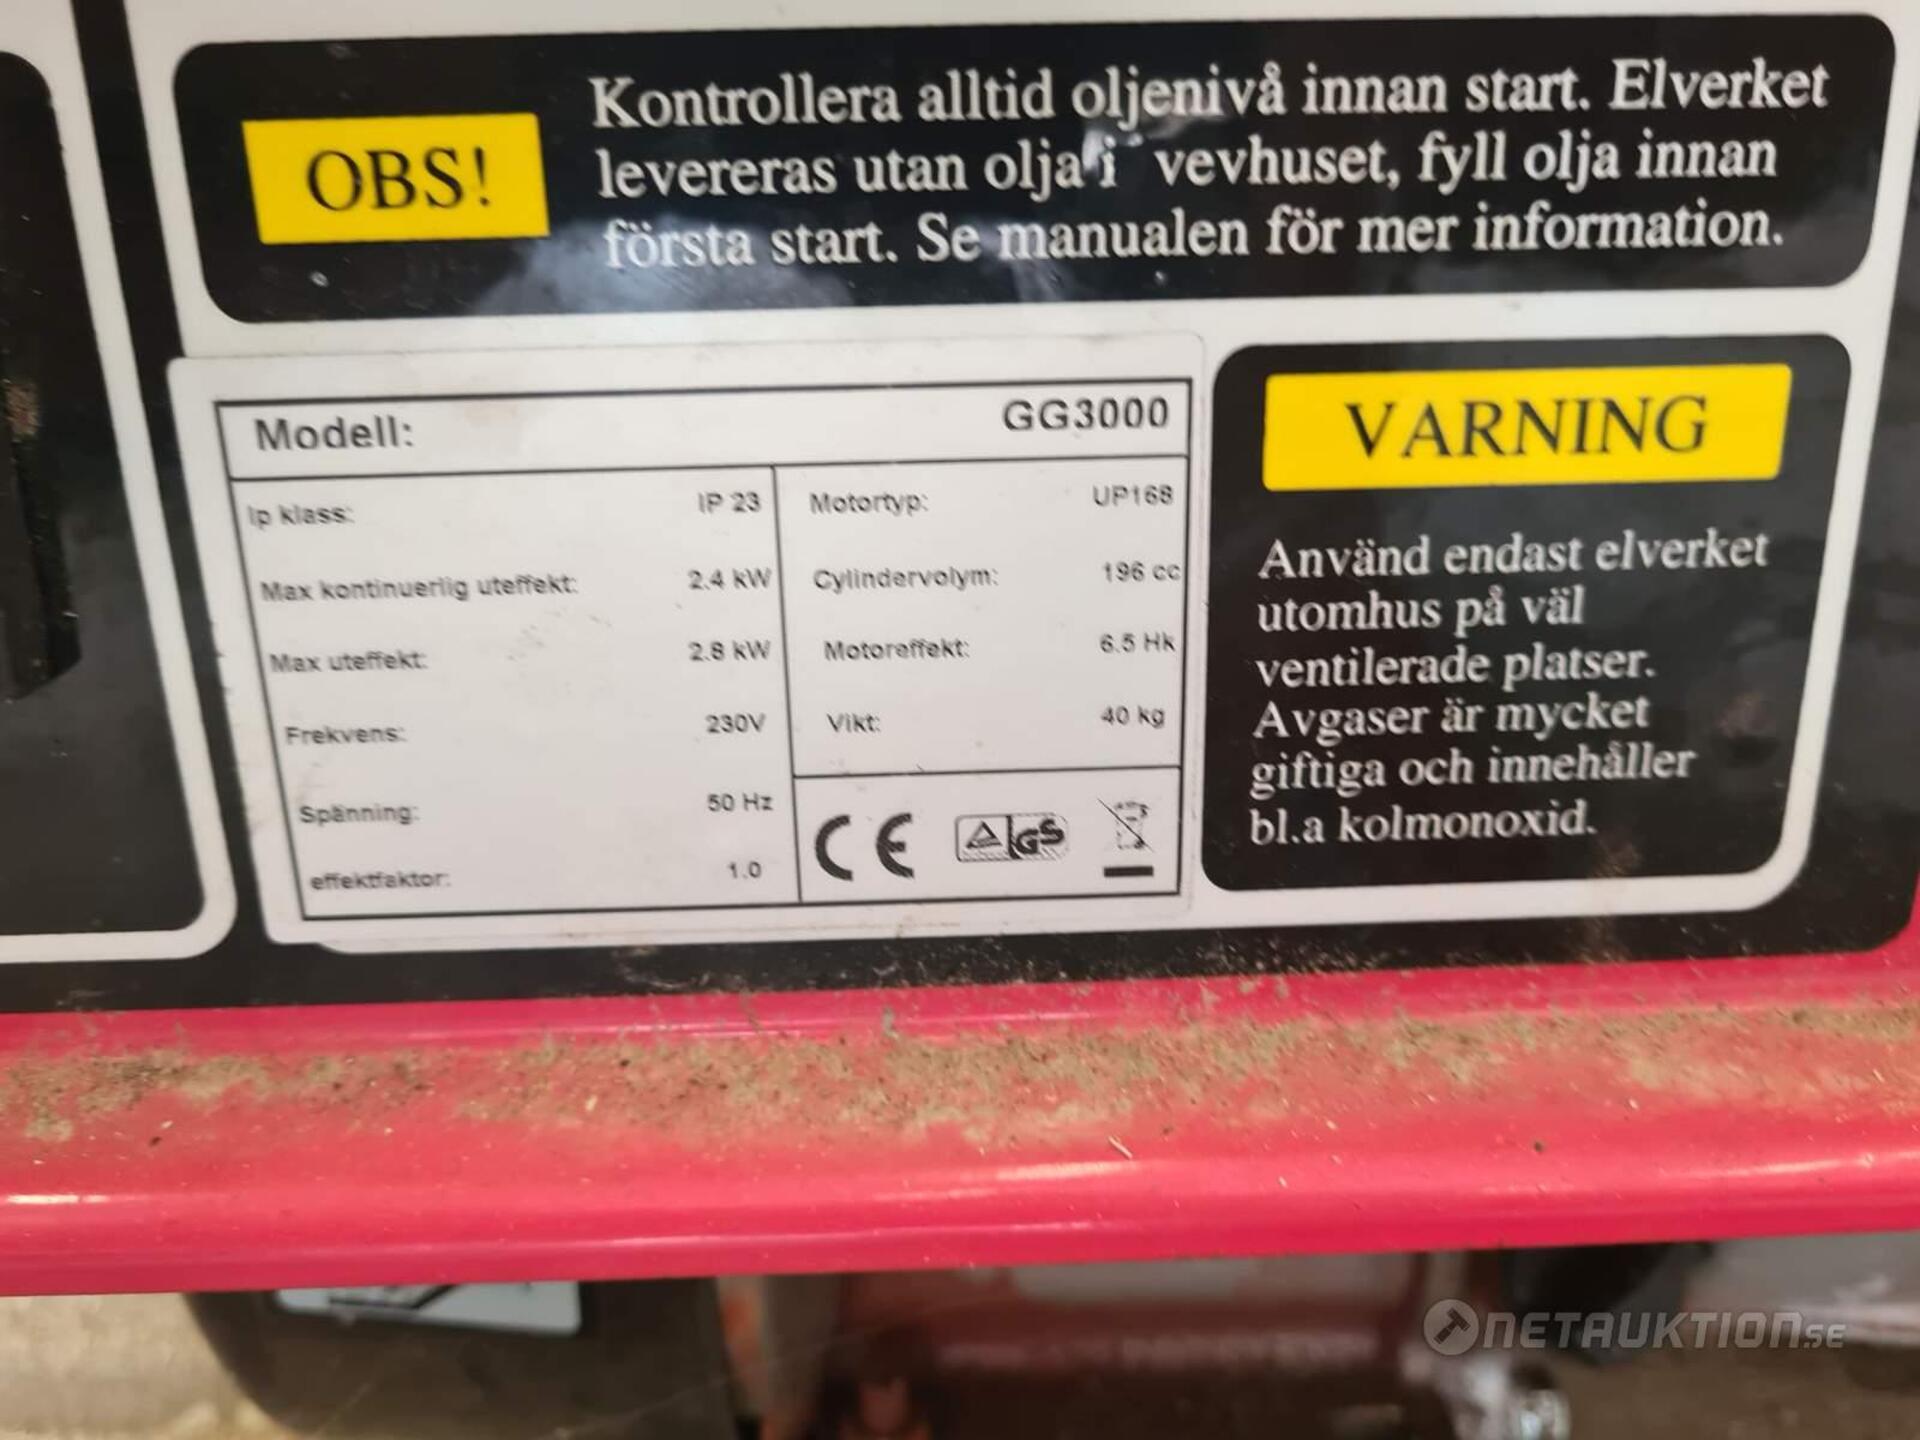 OBS!
Kontrollera alltid oljenivå innan start. Elverket
levereras utan olja i vevhuset, fyll olja innan
första start. Se manualen för mer information.
Modell: GG3000
Ip klass: IP 23
Max kontinuerlig uteffekt: 2.4 kW
Max uteffekt: 2.8 kW
Frekvens: 230V
Spänning: 50 Hz
effektfaktor: 1.0
Motortyp: UP168
Cylindervolym: 196 cc
Motoreffekt: 6.5 Hk
Vikt: 40 kg
CE GS
VARNING
Använd endast elverket
utomhus på väl
ventilerade platser.
Avgaser är mycket
giftiga och innehåller
bl.a kolmonoxid.
NETAUKTION.SE